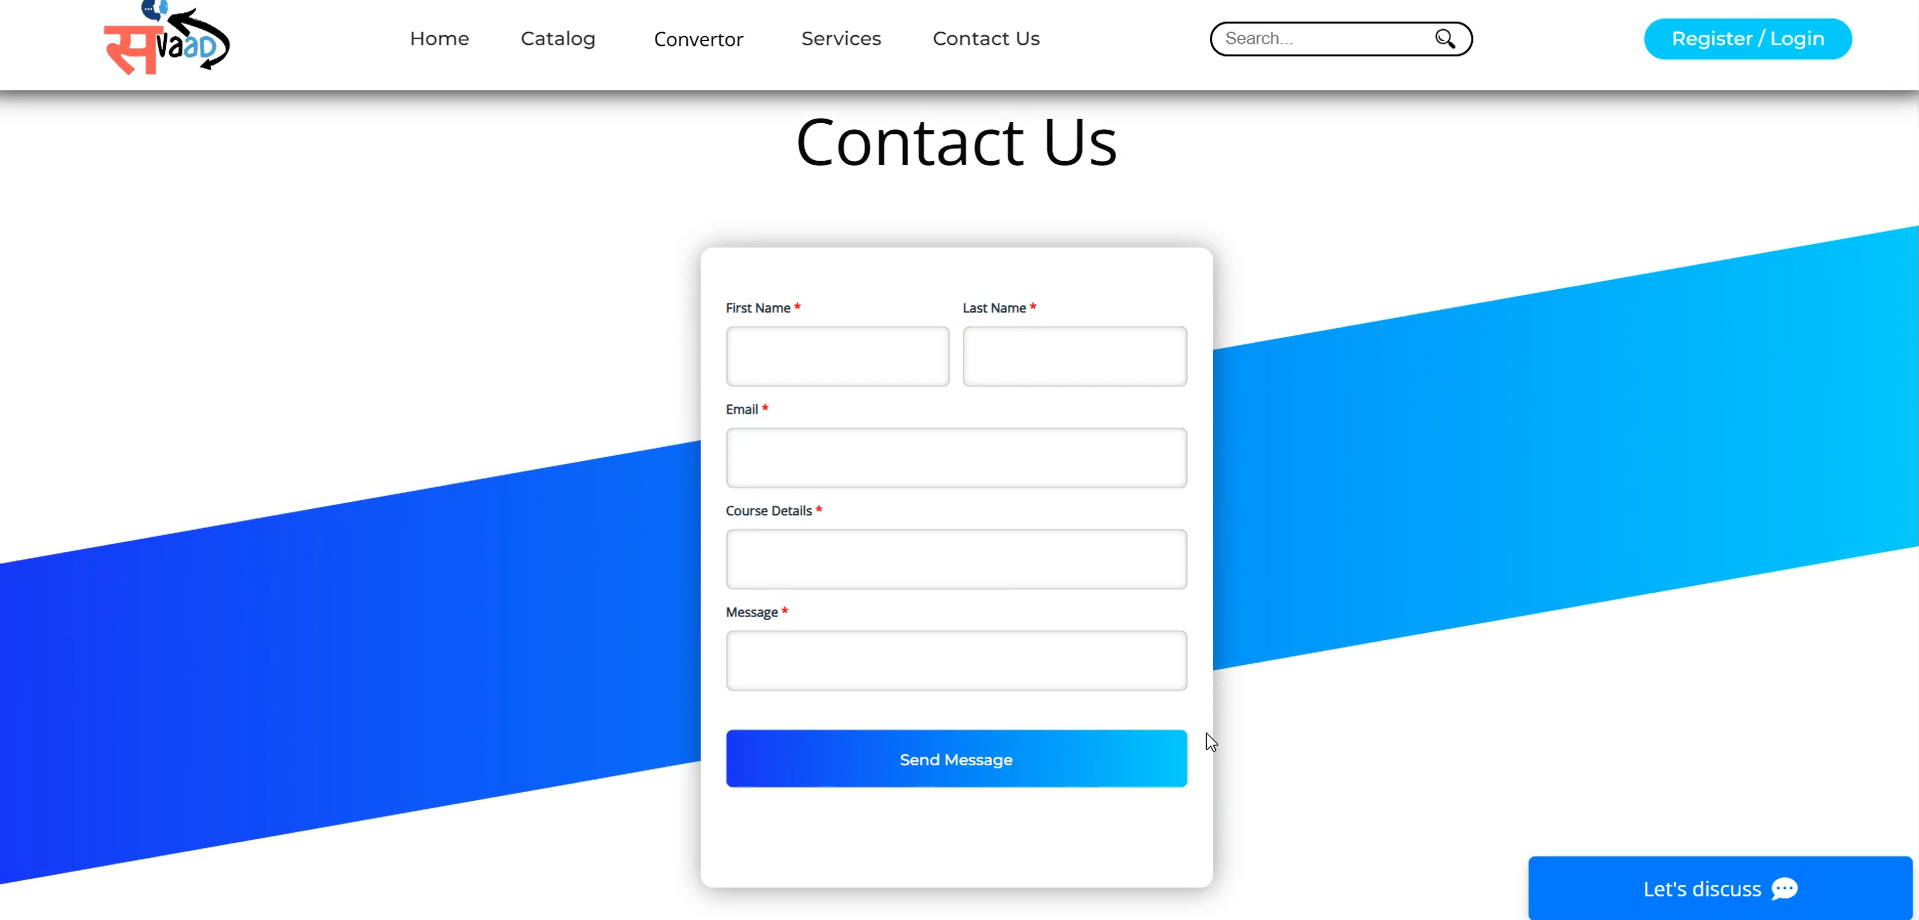 सVaaD
Home Catalog Convertor Services Contact Us Search... Register / Login
Contact Us
First Name * Last Name *
Email *
Course Details *
Message *
Send Message
Let's discuss